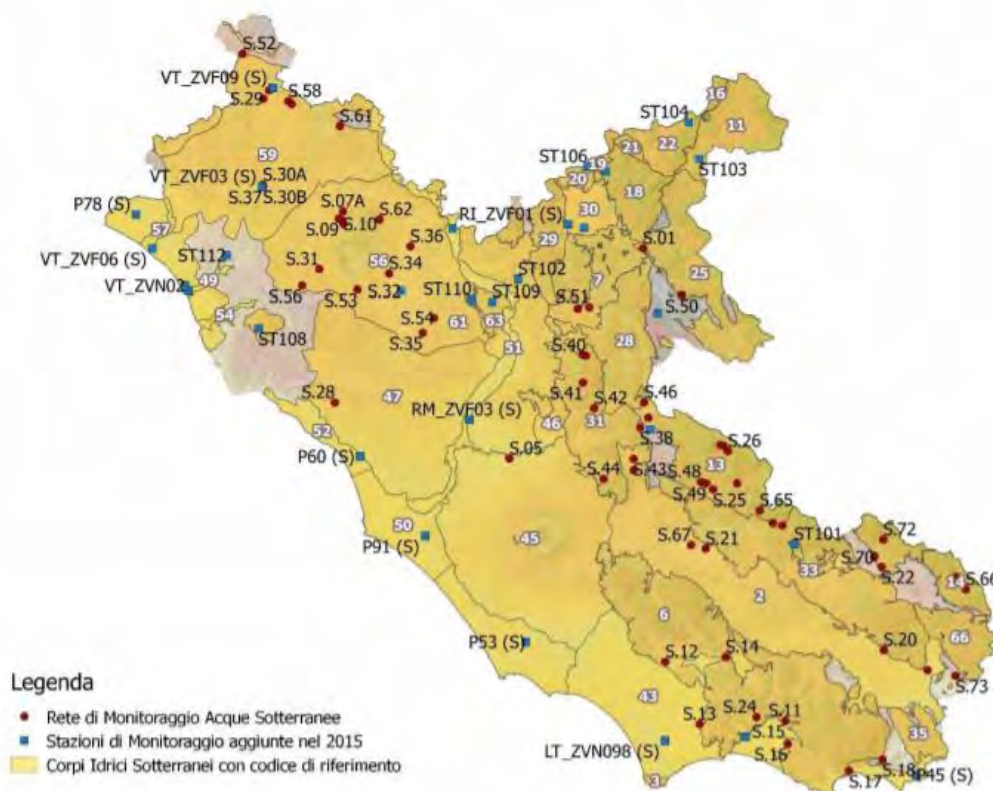 S.52
VT_ZVF09 (S)
S.58
S.29
S.61
16
11
ST104
22
21
ST106
19
ST103
20
18
59
VT_ZVF03 (S)
S.30A
S.37
S.30B
P78 (S)
57
S.07A
S.62
S.09
S.10
RI_ZVF01 (S)
30
29
S.36
S.01
VT_ZVF06 (S)
ST112
49
S.31
56
S.34
ST102
7
25
VT_ZVN02
S.56
S.53
S.32
ST110
ST109
S.51
S.50
54
ST108
S.54
61
63
S.35
51
28
S.40
S.41
S.28
47
52
RM_ZVF03 (S)
46
S.42
31
S.46
S.38
S.26
13
P60 (S)
S.05
S.44
S.43
S.48
S.49
S.25
S.65
50
P91 (S)
45
S.67
S.21
ST101
33
S.72
S.70
S.22
14
S.66
2
6
P53 (S)
S.12
S.14
S.20
66
S.73
43
S.13
S.24
S.11
S.15
S.16
35
LT_ZVN098 (S)
3
S.17
S.18
P45 (S)
Legenda
Rete di Monitoraggio Acque Sotterranee
Stazioni di Monitoraggio aggiunte nel 2015
Corpi Idrici Sotterranei con codice di riferimento